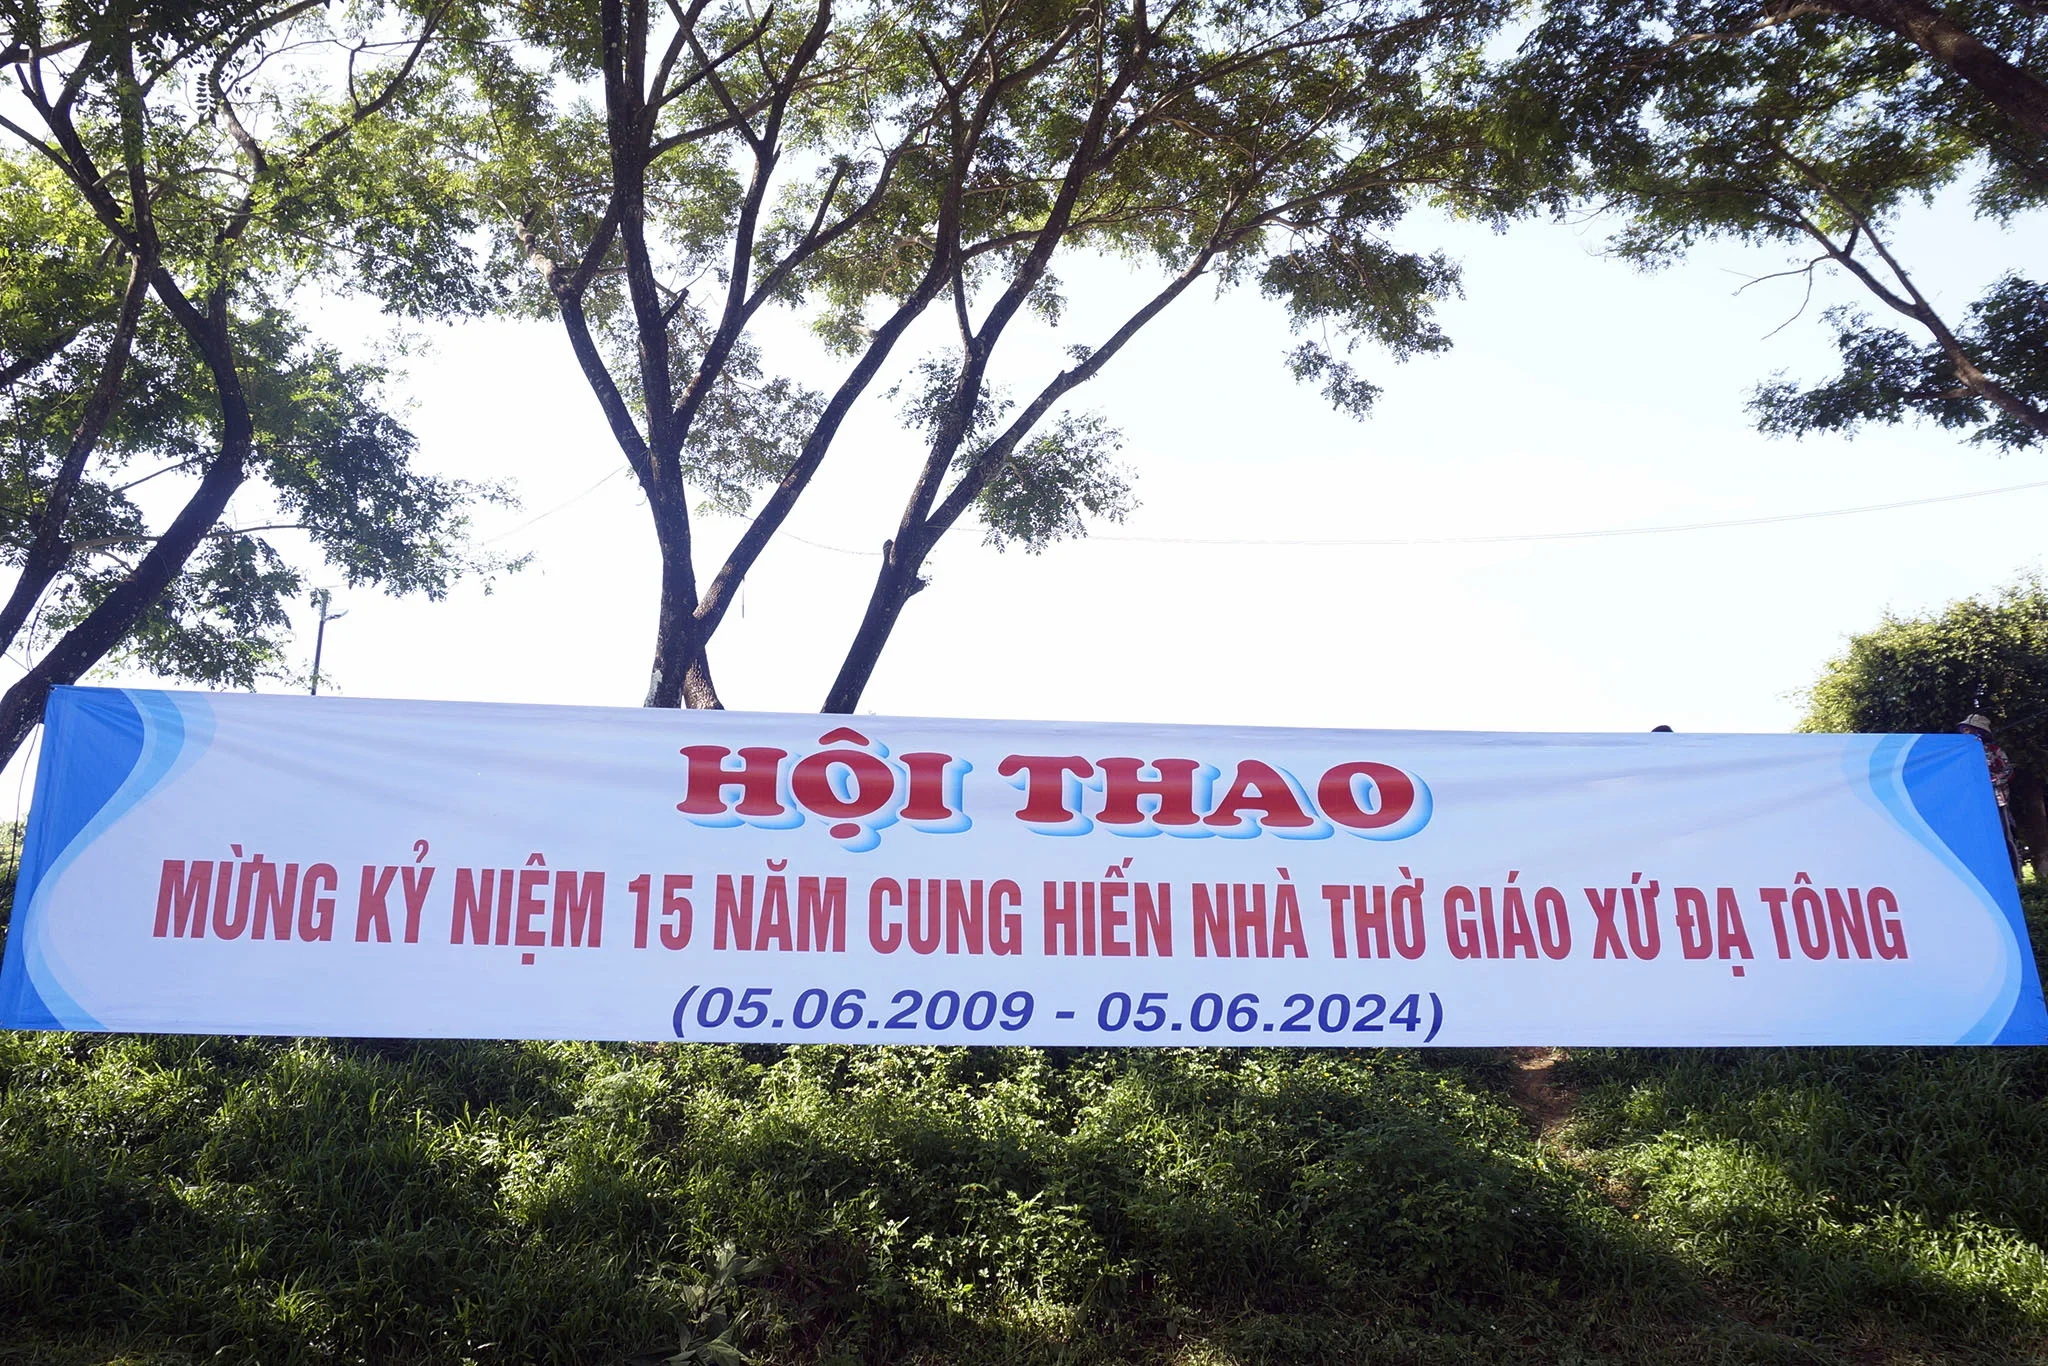 HỘI THAO
MỪNG KỶ NIỆM 15 NĂM CUNG HIẾN NHÀ THỜ GIÁO XỨ ĐẠ TÔNG
(05.06.2009 - 05.06.2024)